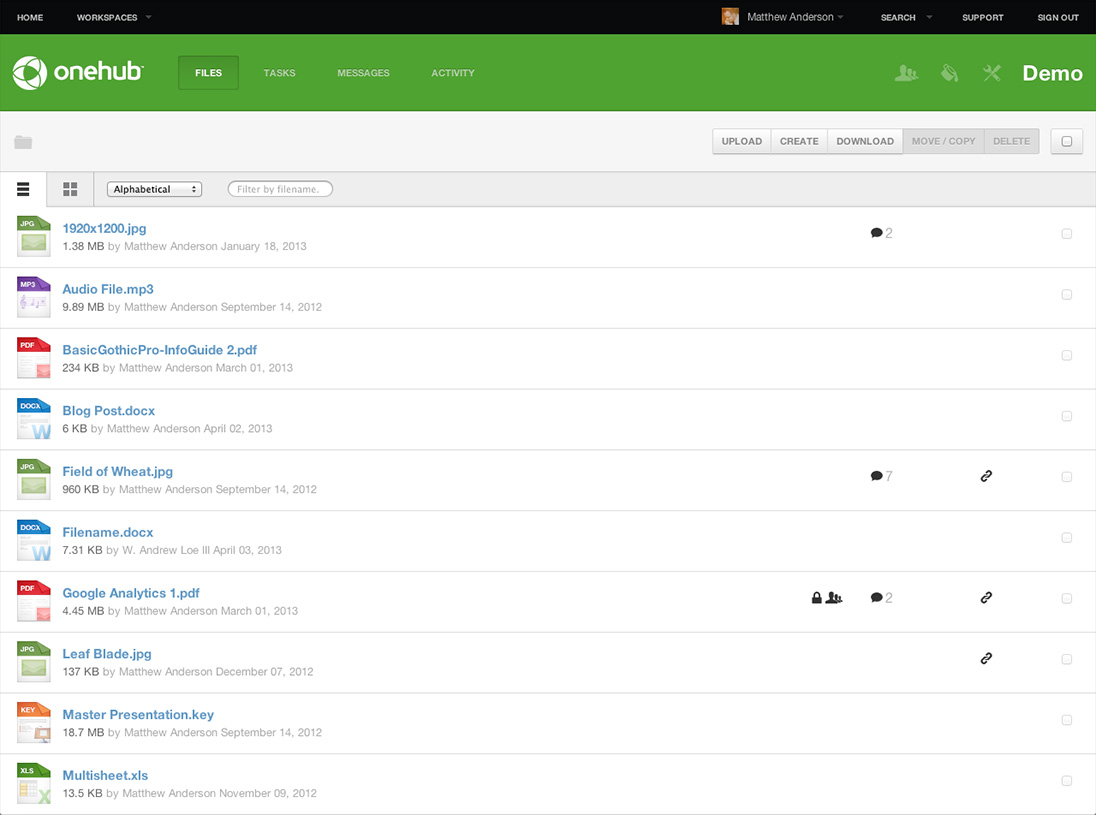 HOME WORKSPACES Matthew Anderson SEARCH SUPPORT SIGN OUT
onehub FILES TASKS MESSAGES ACTIVITY Demo
UPLOAD CREATE DOWNLOAD MOVE / COPY DELETE
Alphabetical Filter by filename.
JPG 1920x1200.jpg 2
1.38 MB by Matthew Anderson January 18, 2013
MP3 Audio File.mp3
9.89 MB by Matthew Anderson September 14, 2012
PDF BasicGothicPro-InfoGuide 2.pdf
234 KB by Matthew Anderson March 01, 2013
DOCX Blog Post.docx
W 6 KB by Matthew Anderson April 02, 2013
JPG Field of Wheat.jpg 7
960 KB by Matthew Anderson September 14, 2012
DOCX Filename.docx
W 7.31 KB by W. Andrew Loe III April 03, 2013
PDF Google Analytics 1.pdf 2
4.45 MB by Matthew Anderson March 01, 2013
JPG Leaf Blade.jpg
137 KB by Matthew Anderson December 07, 2012
KEY Master Presentation.key
18.7 MB by Matthew Anderson September 14, 2012
XLS Multisheet.xls
X 13.5 KB by Matthew Anderson November 09, 2012